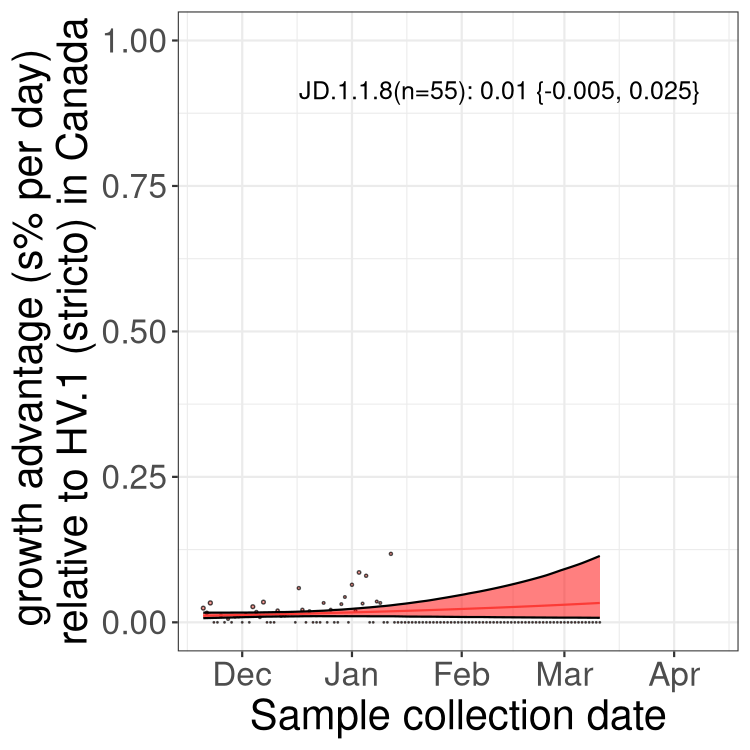 growth advantage (s% per day)
relative to HV.1 (stricto) in Canada
1.00
0.75
0.50
0.25
0.00
JD.1.1.8(n=55): 0.01 {-0.005, 0.025}
Dec Jan Feb Mar Apr
Sample collection date